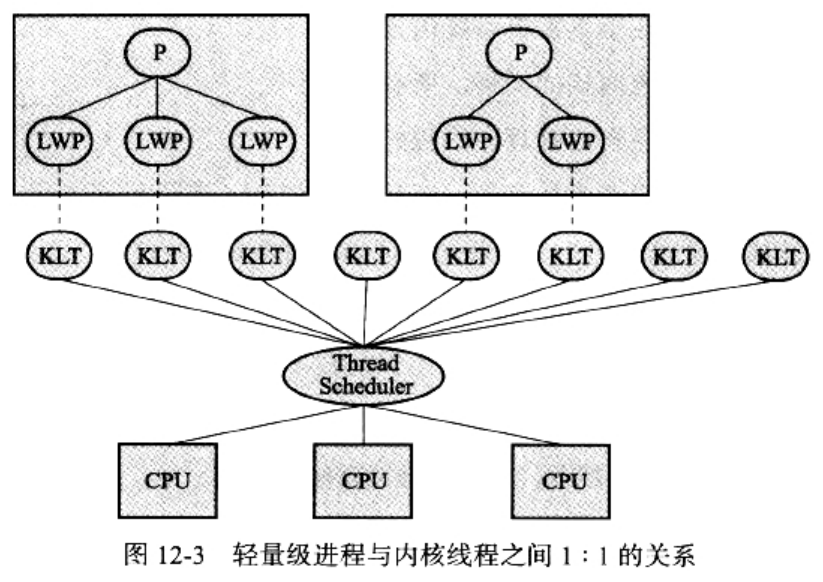 P P
LWP LWP LWP LWP LWP
KLT KLT KLT KLT KLT KLT KLT KLT
Thread
Scheduler
CPU CPU CPU
图 12-3 轻量级进程与内核线程之间 1：1 的关系